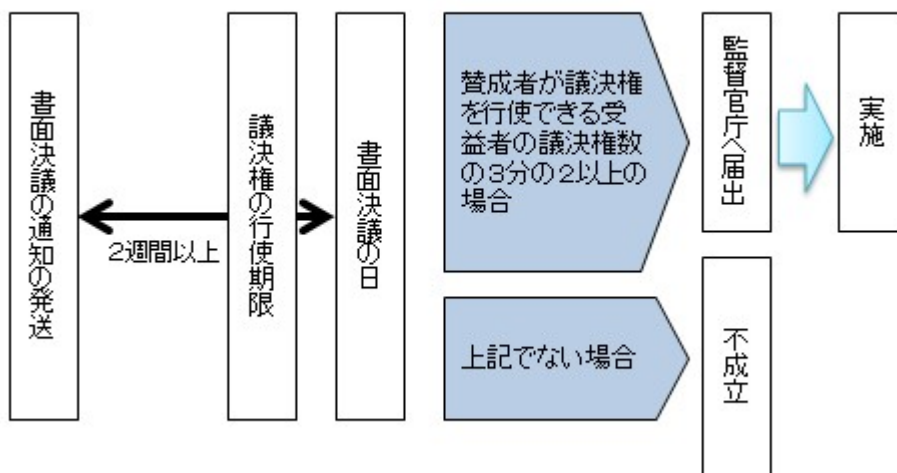 書面決議の通知の発送
2週間以上
議決権の行使期限
書面決議の日
賛成者が議決権
を行使できる受
益者の議決権数
の3分の2以上の
場合
監督官庁へ届出
実施
上記でない場合
不成立